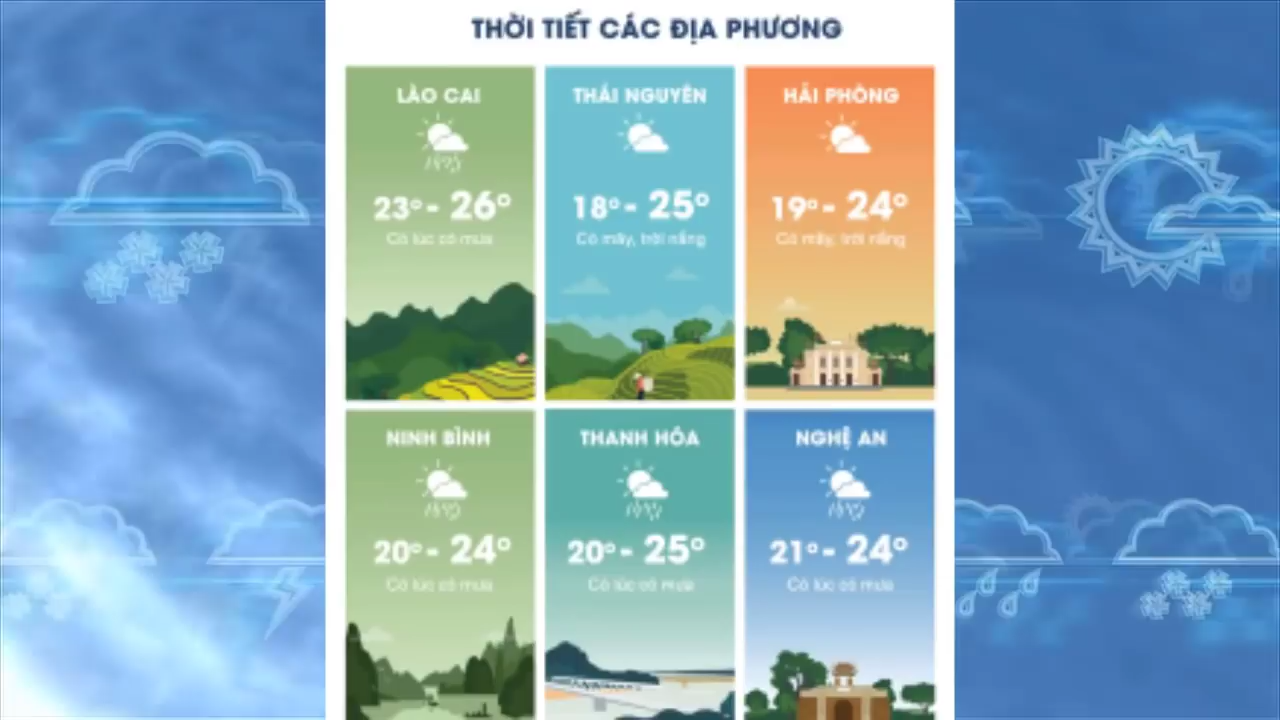 THỜI TIẾT CÁC ĐỊA PHƯƠNG
LÀO CAI
23° - 26°
Có lúc có mưa
THÁI NGUYÊN
18° - 25°
Có mây, trời nắng
HẢI PHÒNG
19° - 24°
Có mây, trời nắng
NINH BÌNH
20° - 24°
Có lúc có mưa
THANH HÓA
20° - 25°
Có lúc có mưa
NGHỆ AN
21° - 24°
Có lúc có mưa